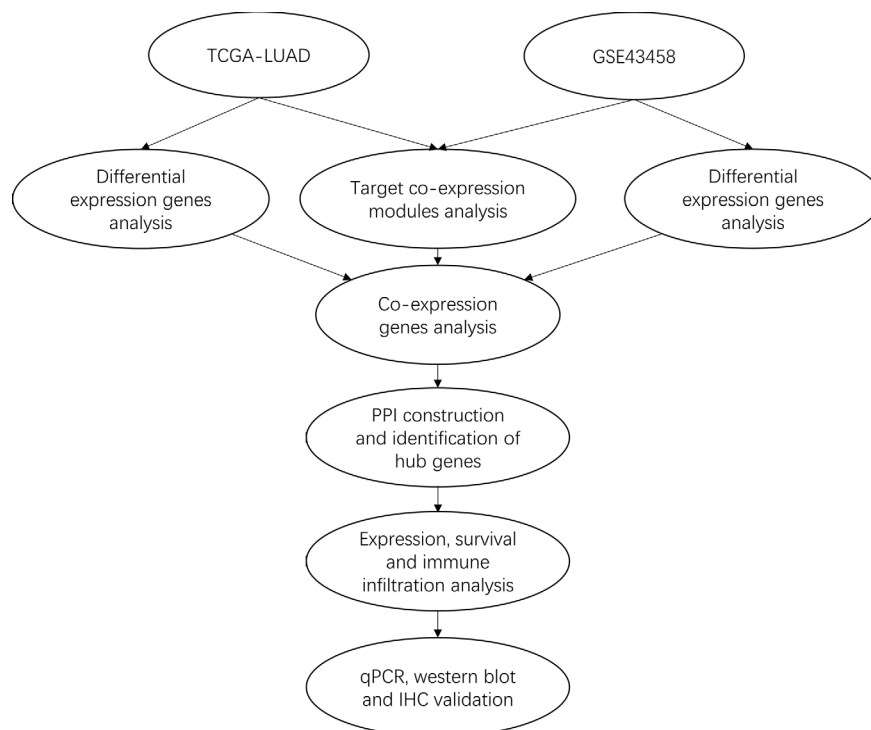 TCGA-LUAD
GSE43458
Differential
expression genes
analysis
Target co-expression
modules analysis
Differential
expression genes
analysis
Co-expression
genes analysis
PPI construction
and identification of
hub genes
Expression, survival
and immune
infiltration analysis
qPCR, western blot
and IHC validation